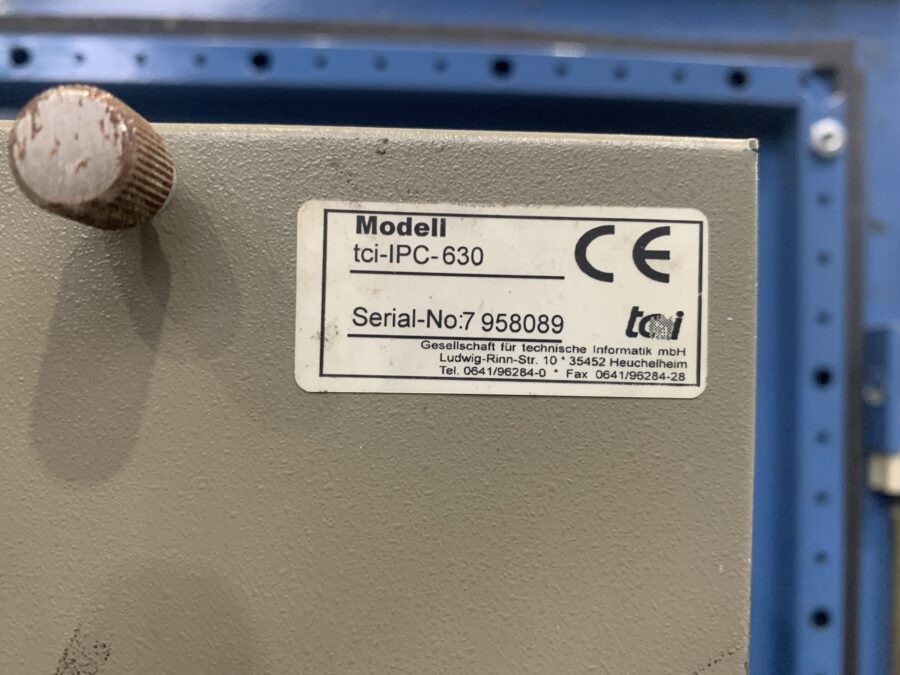 Modell
tci-IPC-630
CE
Serial-No:7 958089
tci
Gesellschaft für technische Informatik mbH
Ludwig-Rinn-Str. 10 * 35452 Heuchelheim
Tel. 0641/96284-0 * Fax 0641/96284-28